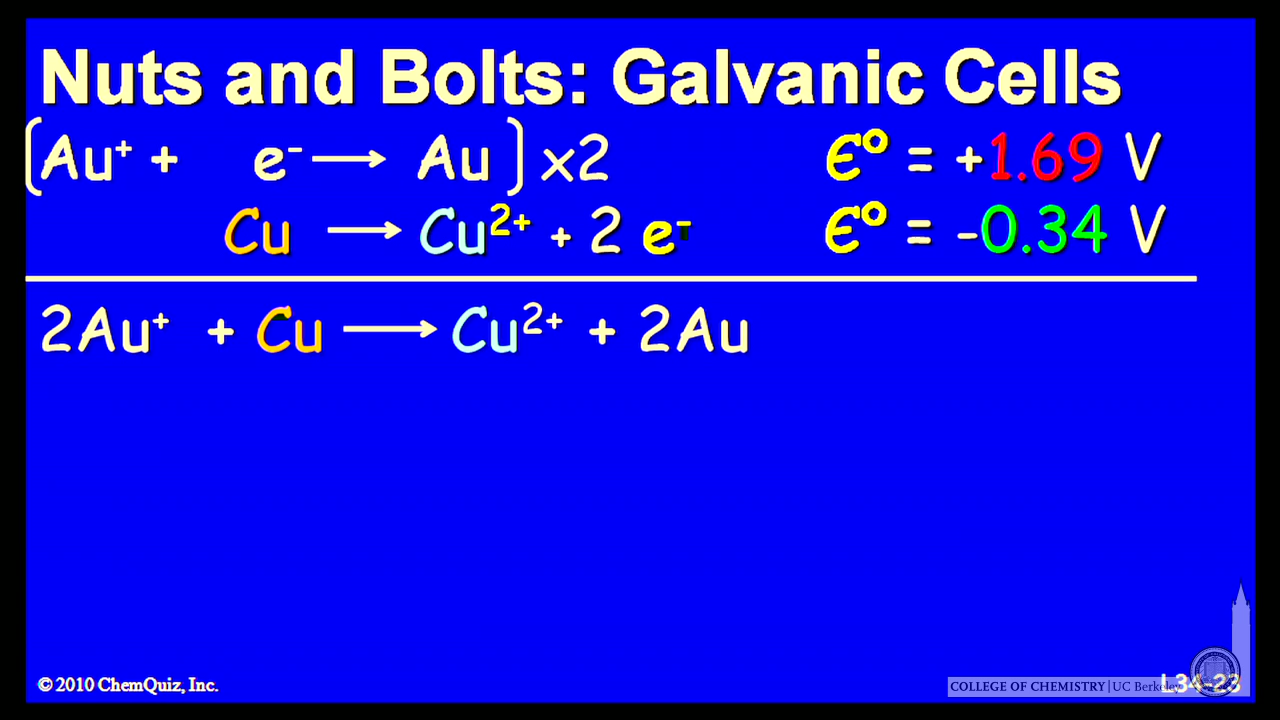 Nuts and Bolts: Galvanic Cells
(Au⁺ + e⁻ → Au) x2 ϵ° = +1.69 V
Cu → Cu²⁺ + 2 e⁻ ϵ° = -0.34 V
2Au⁺ + Cu → Cu²⁺ + 2Au
© 2010 ChemQuiz, Inc.
COLLEGE OF CHEMISTRY | UC Berkeley
L34-23